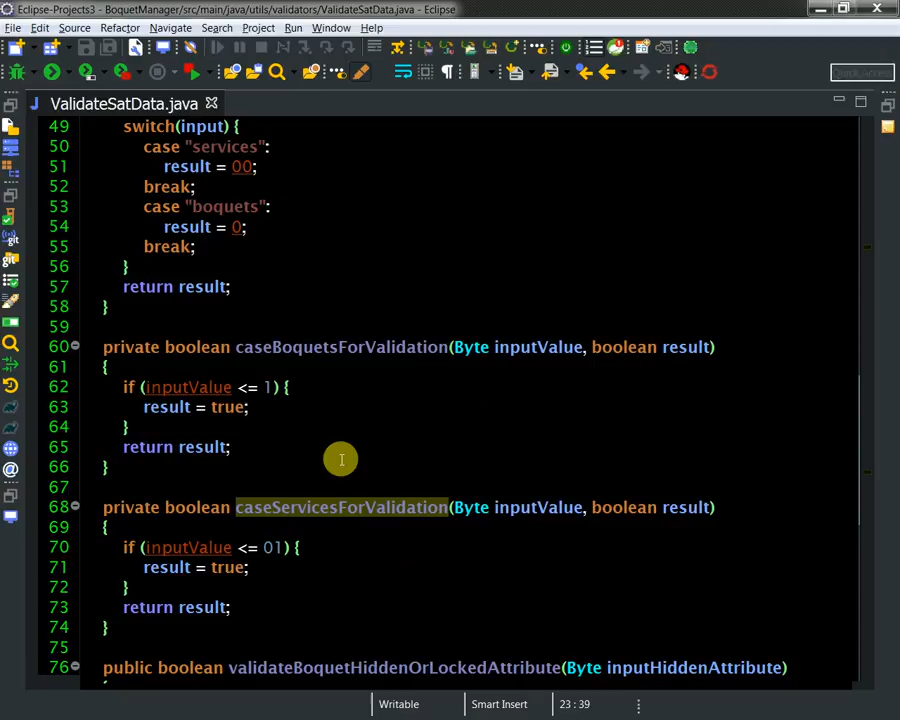 Eclipse-Projects3 - BoquetManager/src/main/java/utils/validators/ValidateSatData.java - Eclipse
File Edit Source Refactor Navigate Search Project Run Window Help
Quick Access
ValidateSatData.java
49 switch(input) {
50 case "services":
51 result = 00;
52 break;
53 case "boquets":
54 result = 0;
55 break;
56 }
57 return result;
58 }
59
60 private boolean caseBoquetsForValidation(Byte inputValue, boolean result)
61 {
62 if (inputValue <= 1) {
63 result = true;
64 }
65 return result;
66 }
67
68 private boolean caseServicesForValidation(Byte inputValue, boolean result)
69 {
70 if (inputValue <= 01) {
71 result = true;
72 }
73 return result;
74 }
75
76 public boolean validateBoquetHiddenOrLockedAttribute(Byte inputHiddenAttribute)
Writable Smart Insert 23 : 39